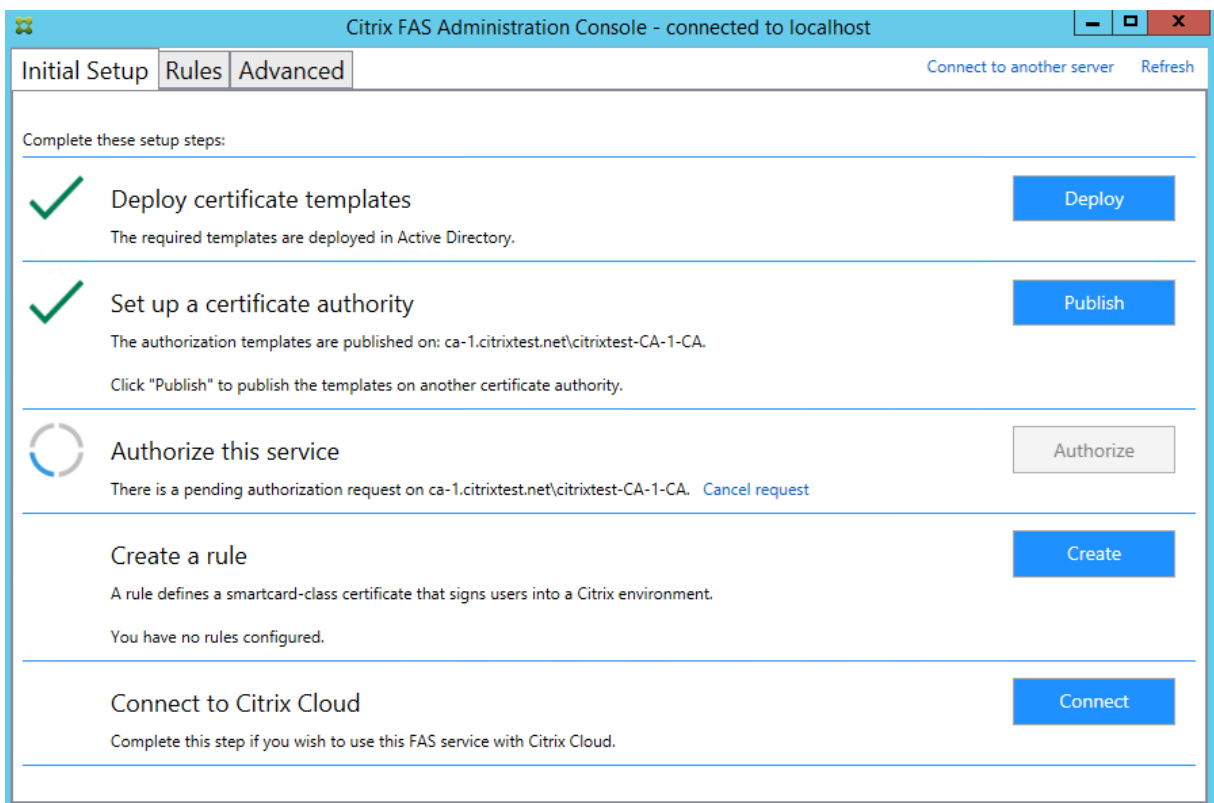 Citrix FAS Administration Console - connected to localhost
x
Initial Setup Rules Advanced Connect to another server Refresh
Complete these setup steps:
Deploy certificate templates Deploy
The required templates are deployed in Active Directory.
Set up a certificate authority Publish
The authorization templates are published on: ca-1.citrixtest.net\citrixtest-CA-1-CA.
Click "Publish" to publish the templates on another certificate authority.
Authorize this service Authorize
There is a pending authorization request on ca-1.citrixtest.net\citrixtest-CA-1-CA. Cancel request
Create a rule Create
A rule defines a smartcard-class certificate that signs users into a Citrix environment.
You have no rules configured.
Connect to Citrix Cloud Connect
Complete this step if you wish to use this FAS service with Citrix Cloud.